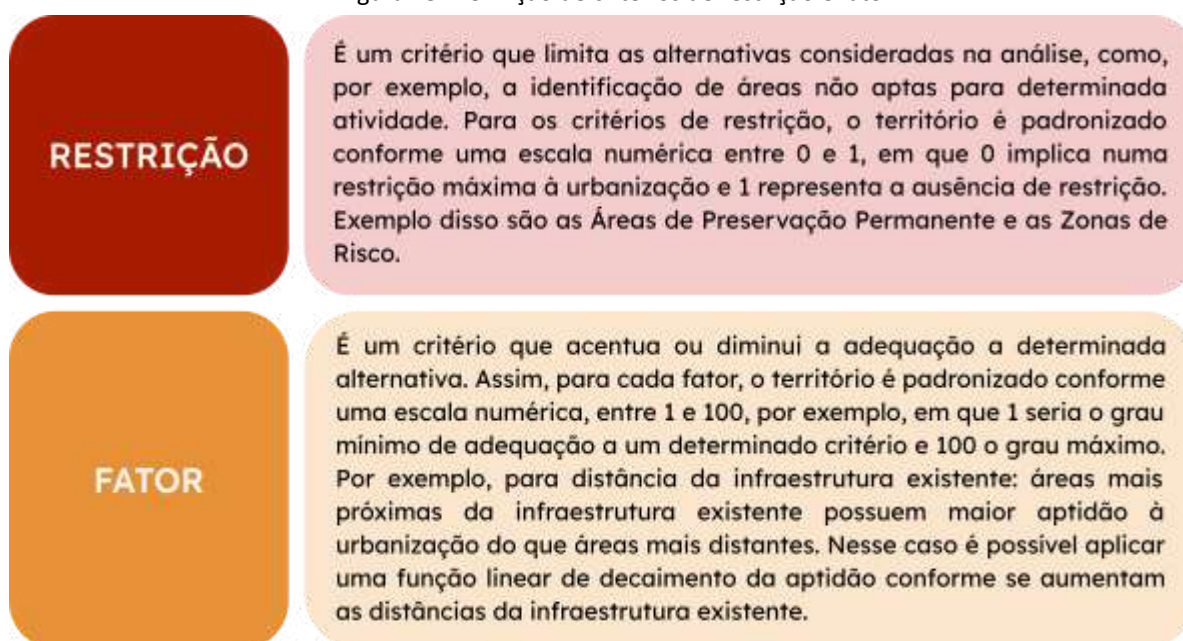 RESTRIÇÃO
É um critério que limita as alternativas consideradas na análise, como,
por exemplo, a identificação de áreas não aptas para determinada
atividade. Para os critérios de restrição, o território é padronizado
conforme uma escala numérica entre 0 e 1, em que 0 implica numa
restrição máxima à urbanização e 1 representa a ausência de restrição.
Exemplo disso são as Áreas de Preservação Permanente e as Zonas de
Risco.
FATOR
É um critério que acentua ou diminui a adequação a determinada
alternativa. Assim, para cada fator, o território é padronizado conforme
uma escala numérica, entre 1 e 100, por exemplo, em que 1 seria o grau
mínimo de adequação a um determinado critério e 100 o grau máximo.
Por exemplo, para distância da infraestrutura existente: áreas mais
próximas da infraestrutura existente possuem maior aptidão à
urbanização do que áreas mais distantes. Nesse caso é possível aplicar
uma função linear de decaimento da aptidão conforme se aumentam
as distâncias da infraestrutura existente.